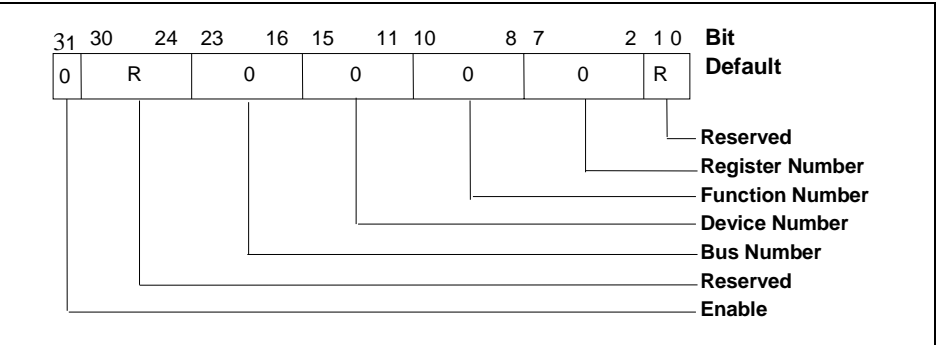 31 30 24 23 16 15 11 10 8 7 2 1 0 Bit
0 R 0 0 0 0 R Default
Reserved
Register Number
Function Number
Device Number
Bus Number
Reserved
Enable